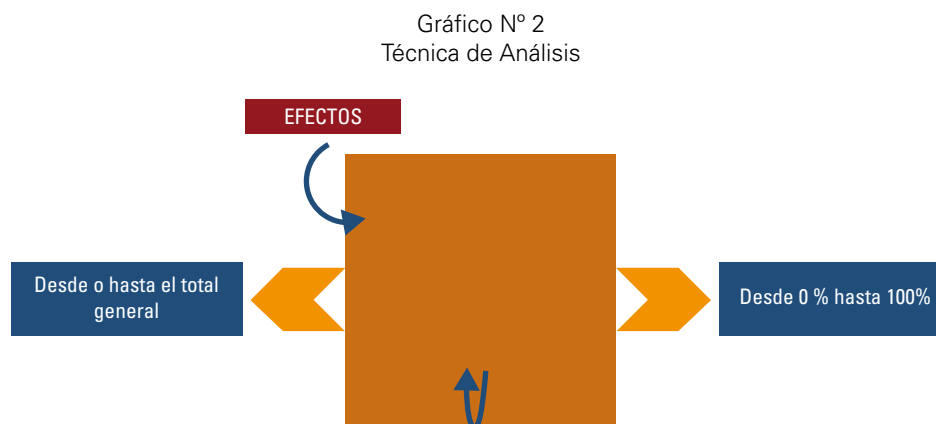 Gráfico Nº 2
Técnica de Análisis
EFECTOS
Desde o hasta el total
general
Desde 0 % hasta 100%